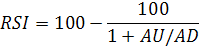 RSI = 100 − 100 / 1 + AU/AD